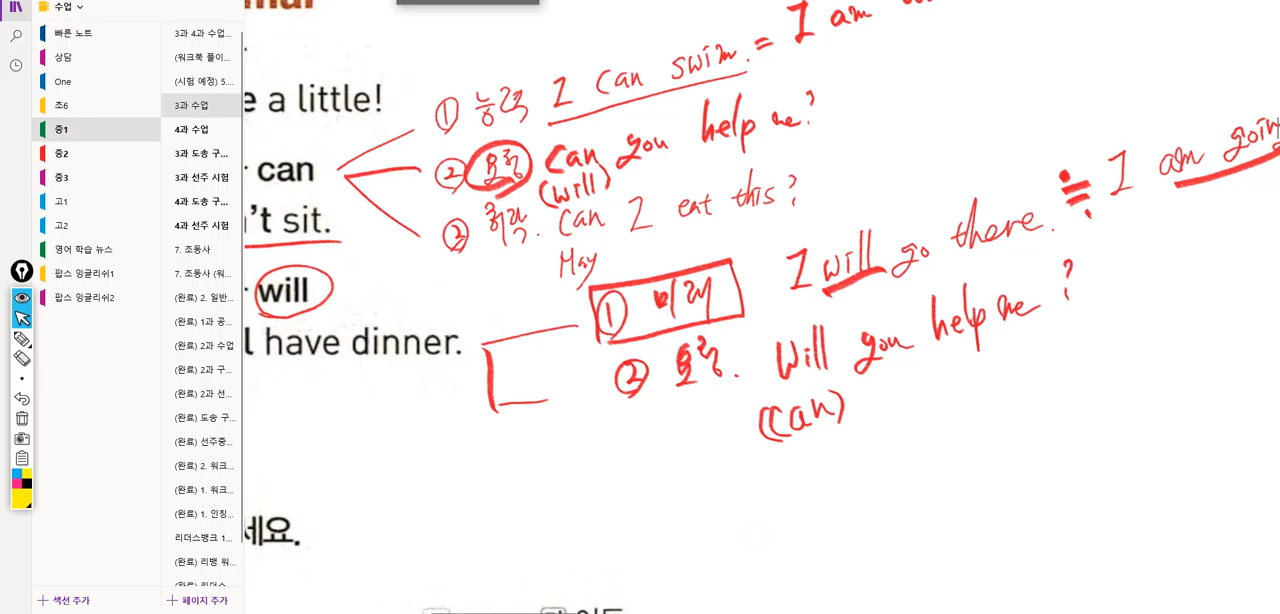 수업
빠른 노트
상담
One
초6
중1
중2
중3
고1
고2
영어 학습 뉴스
팝스 잉글리쉬1
팝스 잉글리쉬2
섹션 추가
3과 4과 수업...
(워크북 풀이...
(시험 예정) 5....
3과 수업
4과 수업
3과 도송 구...
3과 선주 시험
4과 도송 구...
4과 선주 시험
7. 조동사
7. 조동사 (워...
(완료) 2. 일반...
(완료) 1과 공...
(완료) 2과 수업
(완료) 2과 구...
(완료) 2과 선...
(완료) 도송 구...
(완료) 선주중...
(완료) 2. 워크...
(완료) 1. 워크...
(완료) 1. 인칭...
리더스뱅크 1...
(완료) 리뱅 워...
페이지 추가
e a little!
can
't sit.
will
have dinner.
세요.
① 능력 I can swim. = I am
② 요청 Can you help me?
(will)
③ 허락. Can I eat this?
May
① 미래 I will go there. ≒ I am goin
② 요청. Will you help me?
(Can)